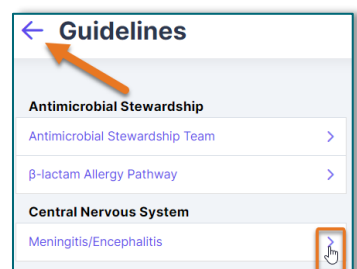 Guidelines
Antimicrobial Stewardship
Antimicrobial Stewardship Team
β-lactam Allergy Pathway
Central Nervous System
Meningitis/Encephalitis